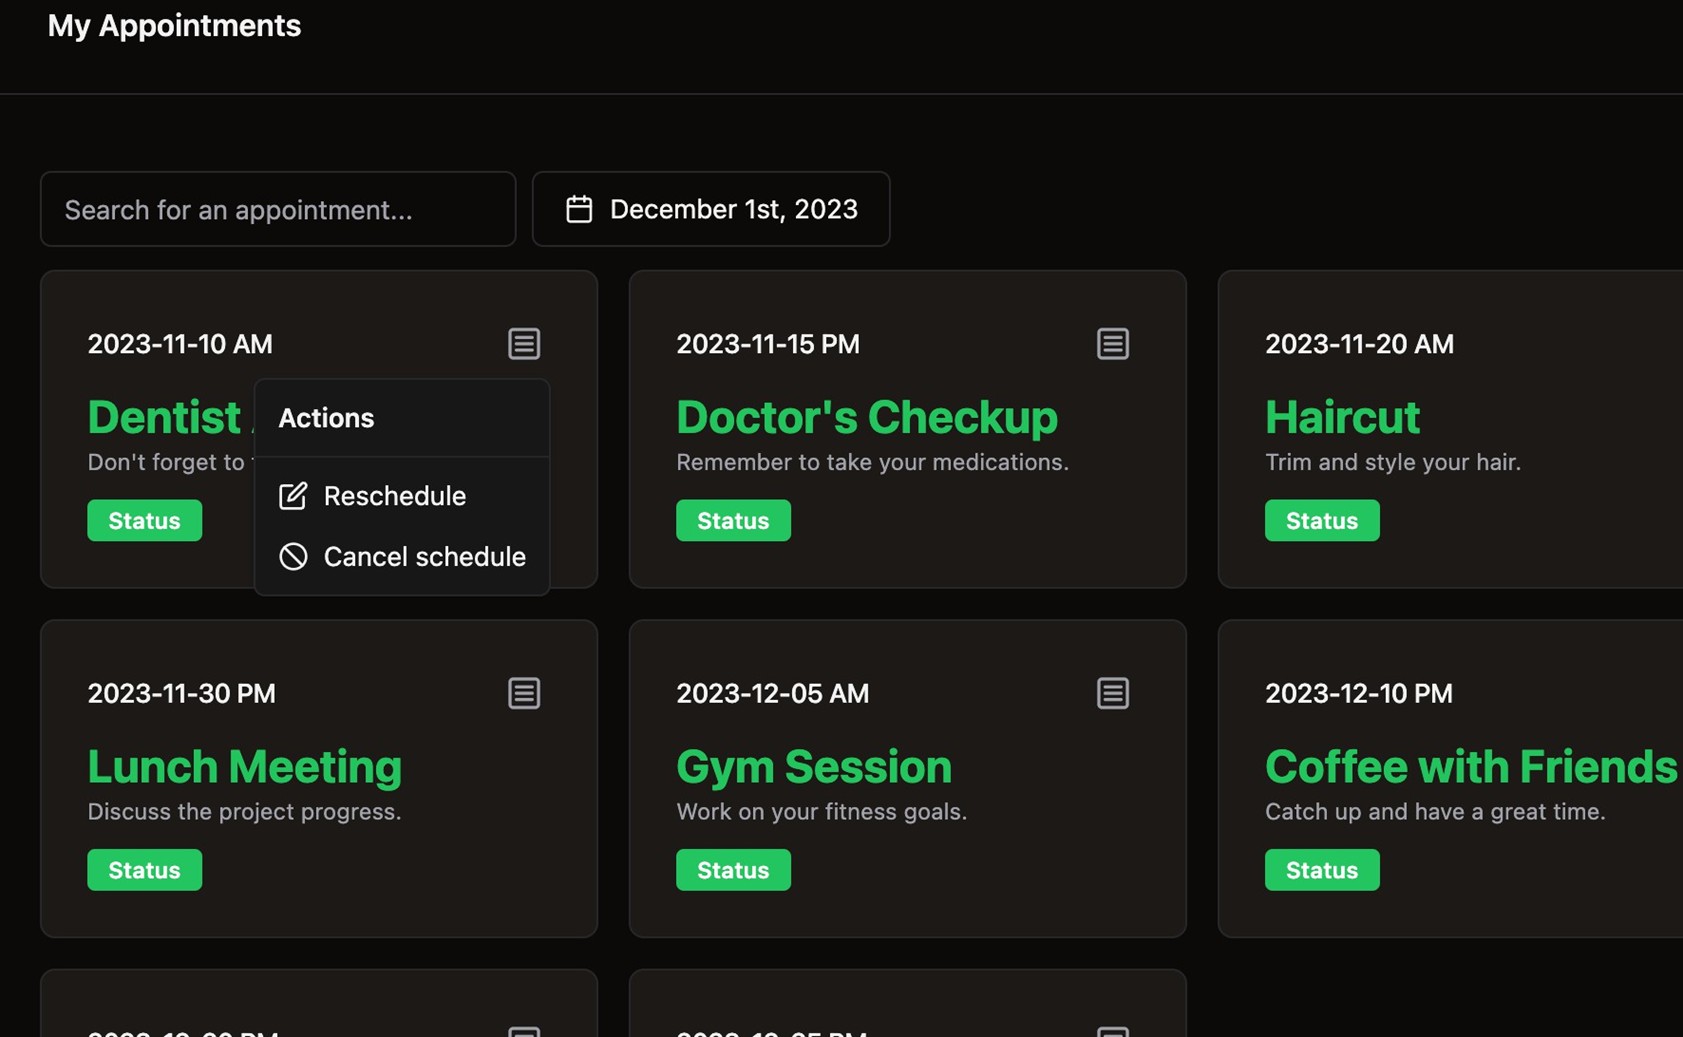 My Appointments
Search for an appointment...
December 1st, 2023
2023-11-10 AM
Dentist
Don't forget to
Status
Actions
Reschedule
Cancel schedule
2023-11-15 PM
Doctor's Checkup
Remember to take your medications.
Status
2023-11-20 AM
Haircut
Trim and style your hair.
Status
2023-11-30 PM
Lunch Meeting
Discuss the project progress.
Status
2023-12-05 AM
Gym Session
Work on your fitness goals.
Status
2023-12-10 PM
Coffee with Friends
Catch up and have a great time.
Status